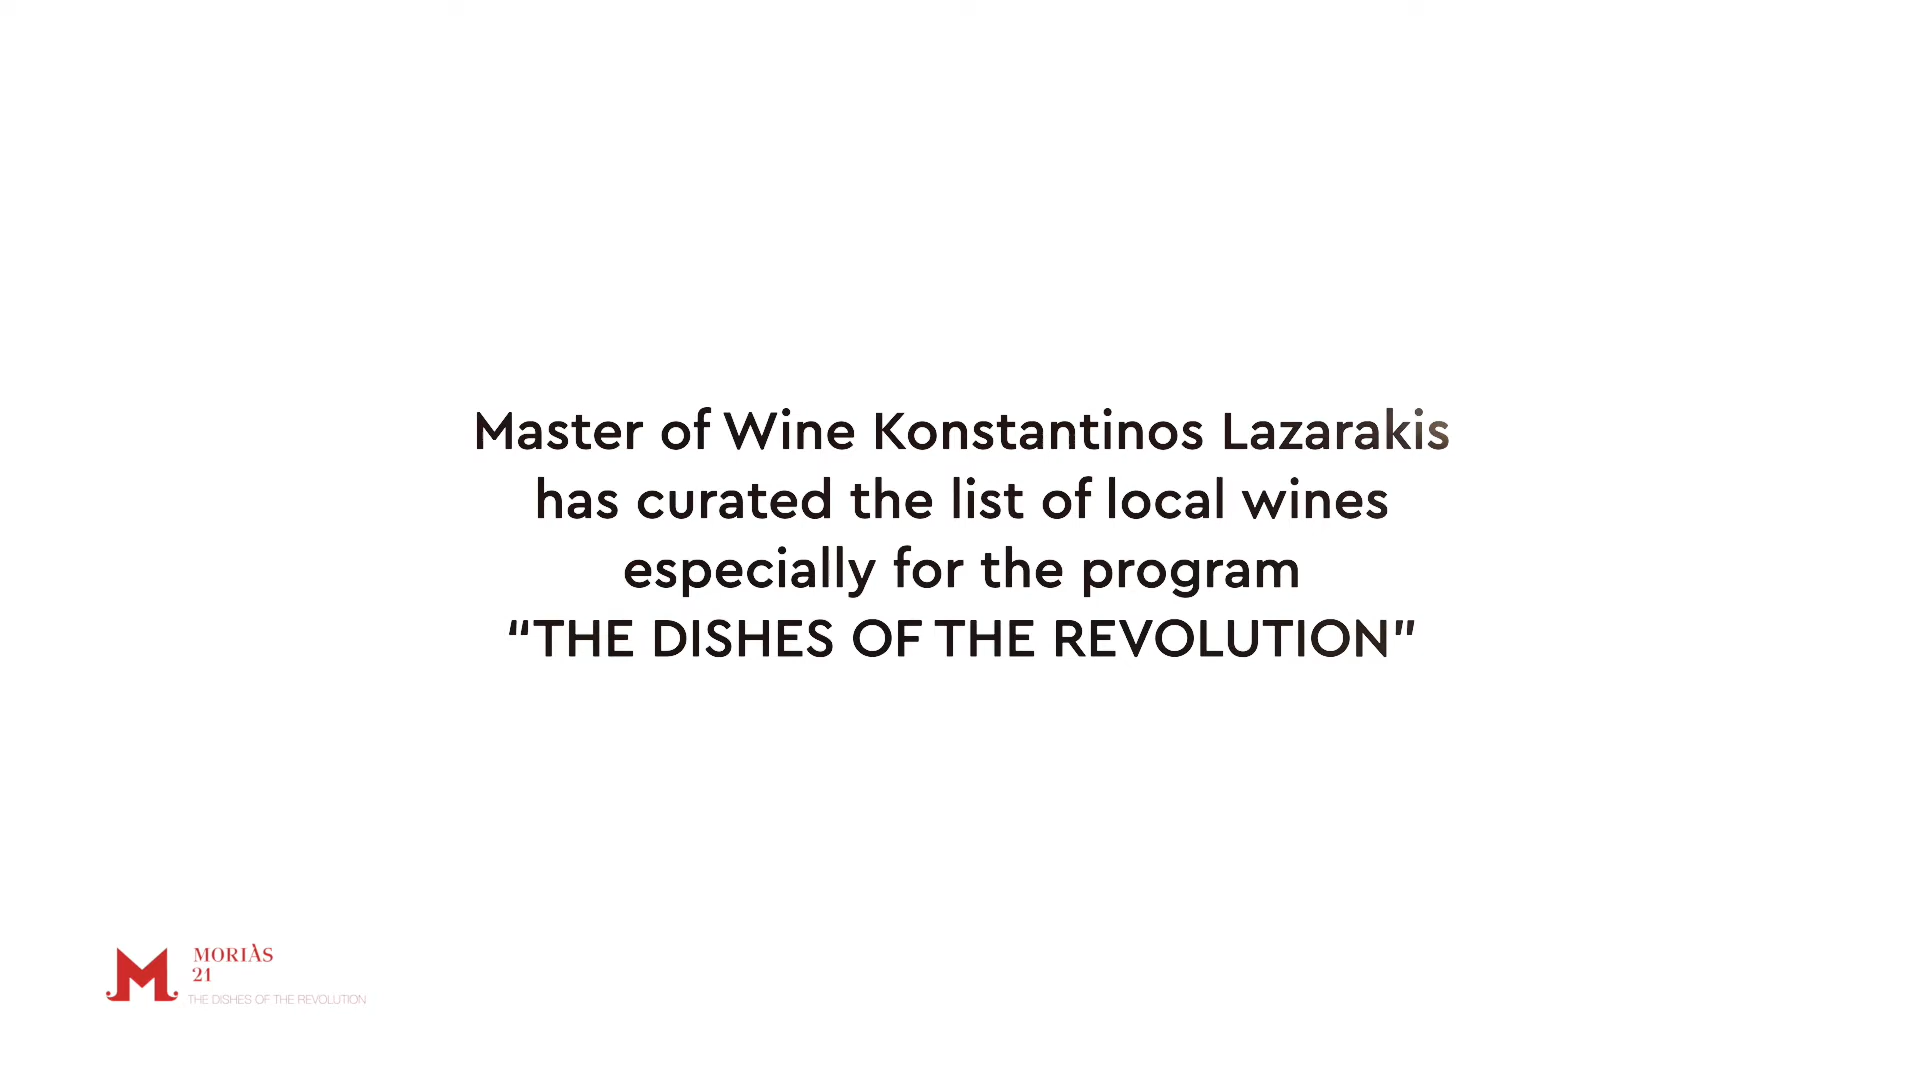 Master of Wine Konstantinos Lazarakis
has curated the list of local wines
especially for the program
“THE DISHES OF THE REVOLUTION”
MORIÀS
21
THE DISHES OF THE REVOLUTION